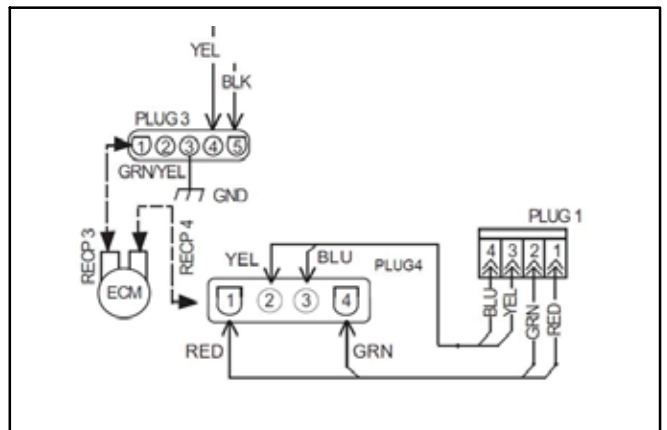 YEL
BLK
PLUG 3
1 2 3 4 5
GRN/YEL
GND
RECP 3
RECP 4
ECM
YEL
BLU
PLUG4
1 2 3 4
RED
GRN
PLUG 1
4 3 2 1
BLU
YEL
GRN
RED